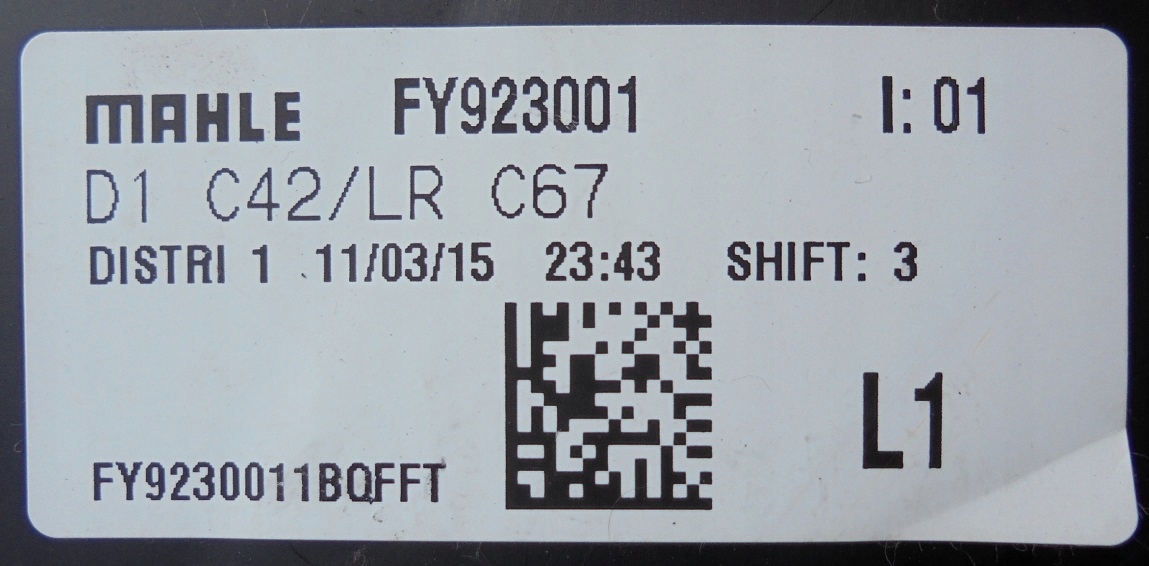 MAHLE FY923001 I: 01
D1 C42/LR C67
DISTRI 1 11/03/15 23:43 SHIFT: 3
L1
FY9230011BQFFT